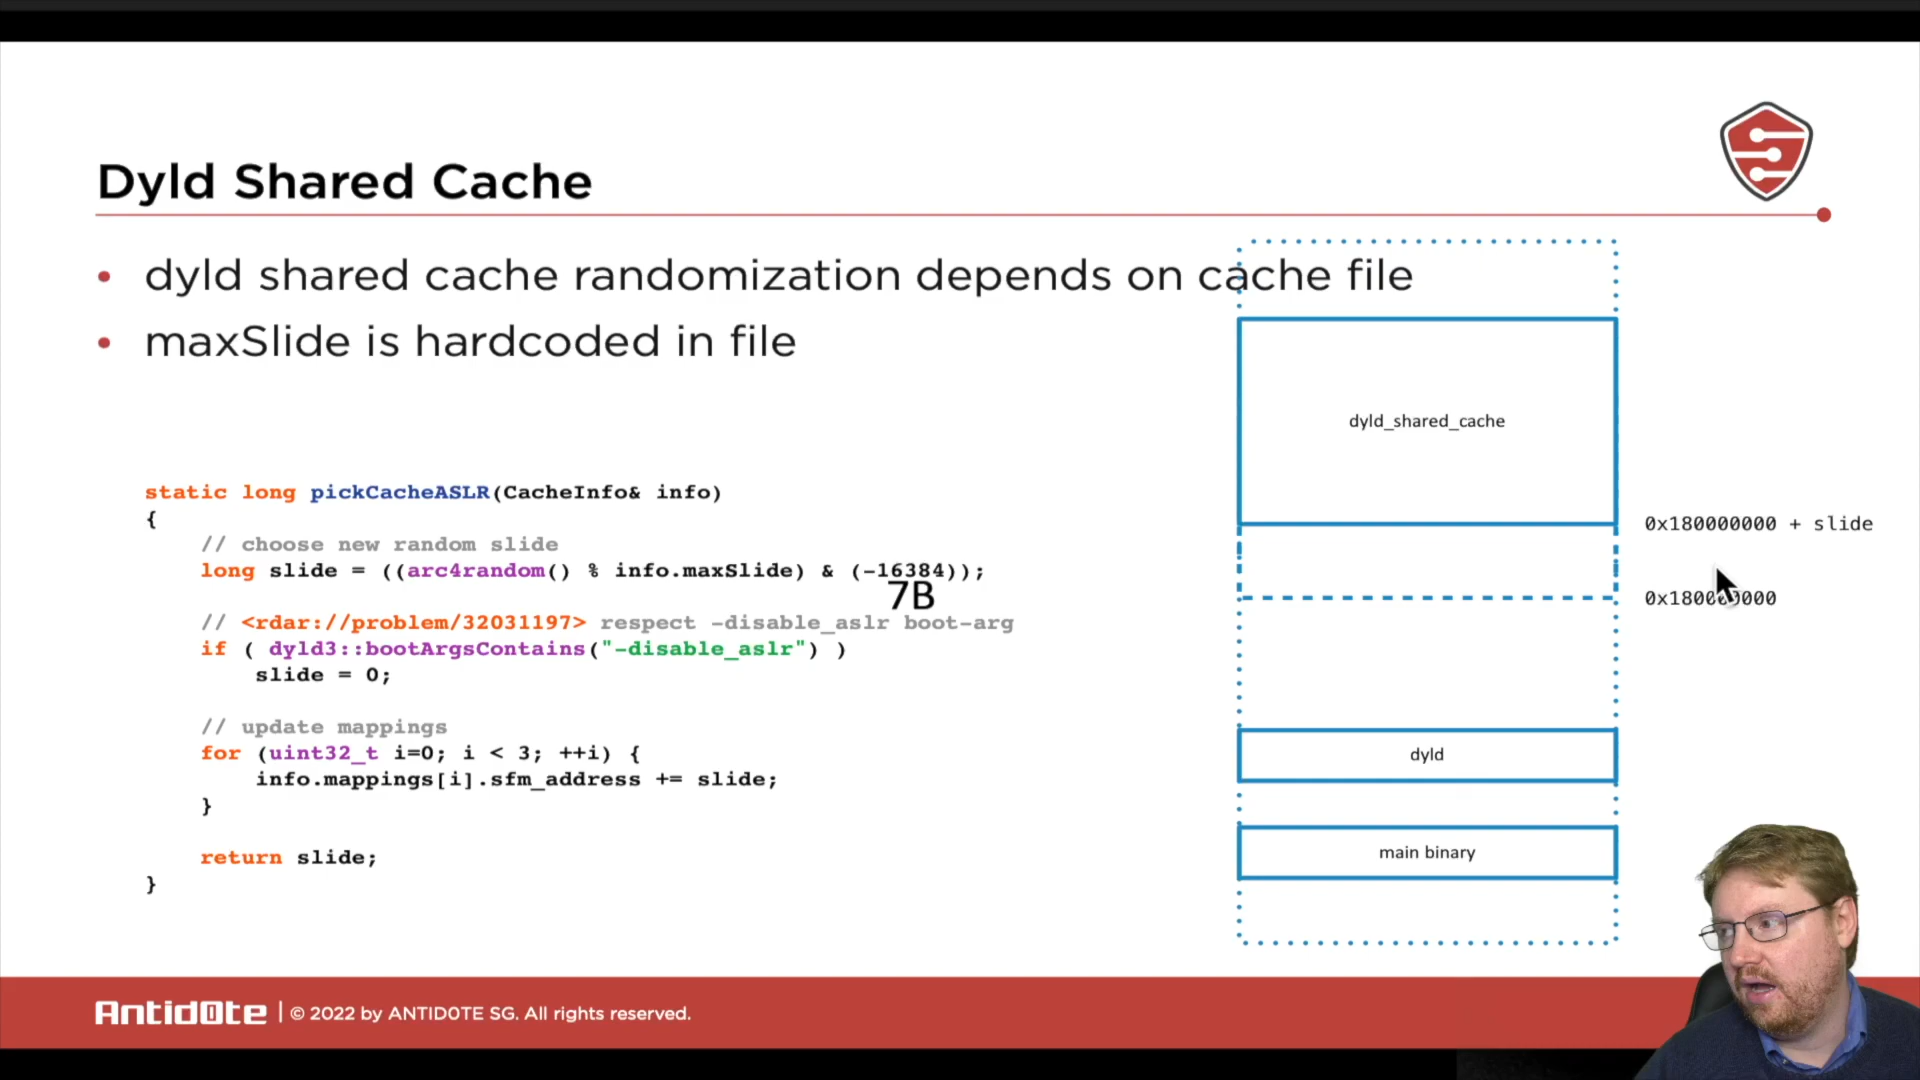 Dyld Shared Cache
• dyld shared cache randomization depends on cache file
• maxSlide is hardcoded in file
static long pickCacheASLR(CacheInfo& info)
{
    // choose new random slide
    long slide = ((arc4random() % info.maxSlide) & (-16384));
7B
    // <rdar://problem/32031197> respect -disable_aslr boot-arg
    if ( dyld3::bootArgsContains("-disable_aslr") )
        slide = 0;
    // update mappings
    for (uint32_t i=0; i < 3; ++i) {
        info.mappings[i].sfm_address += slide;
    }
    return slide;
}
dyld_shared_cache
0x180000000 + slide
0x180000000
dyld
main binary
Antid0te | © 2022 by ANTID0TE SG. All rights reserved.